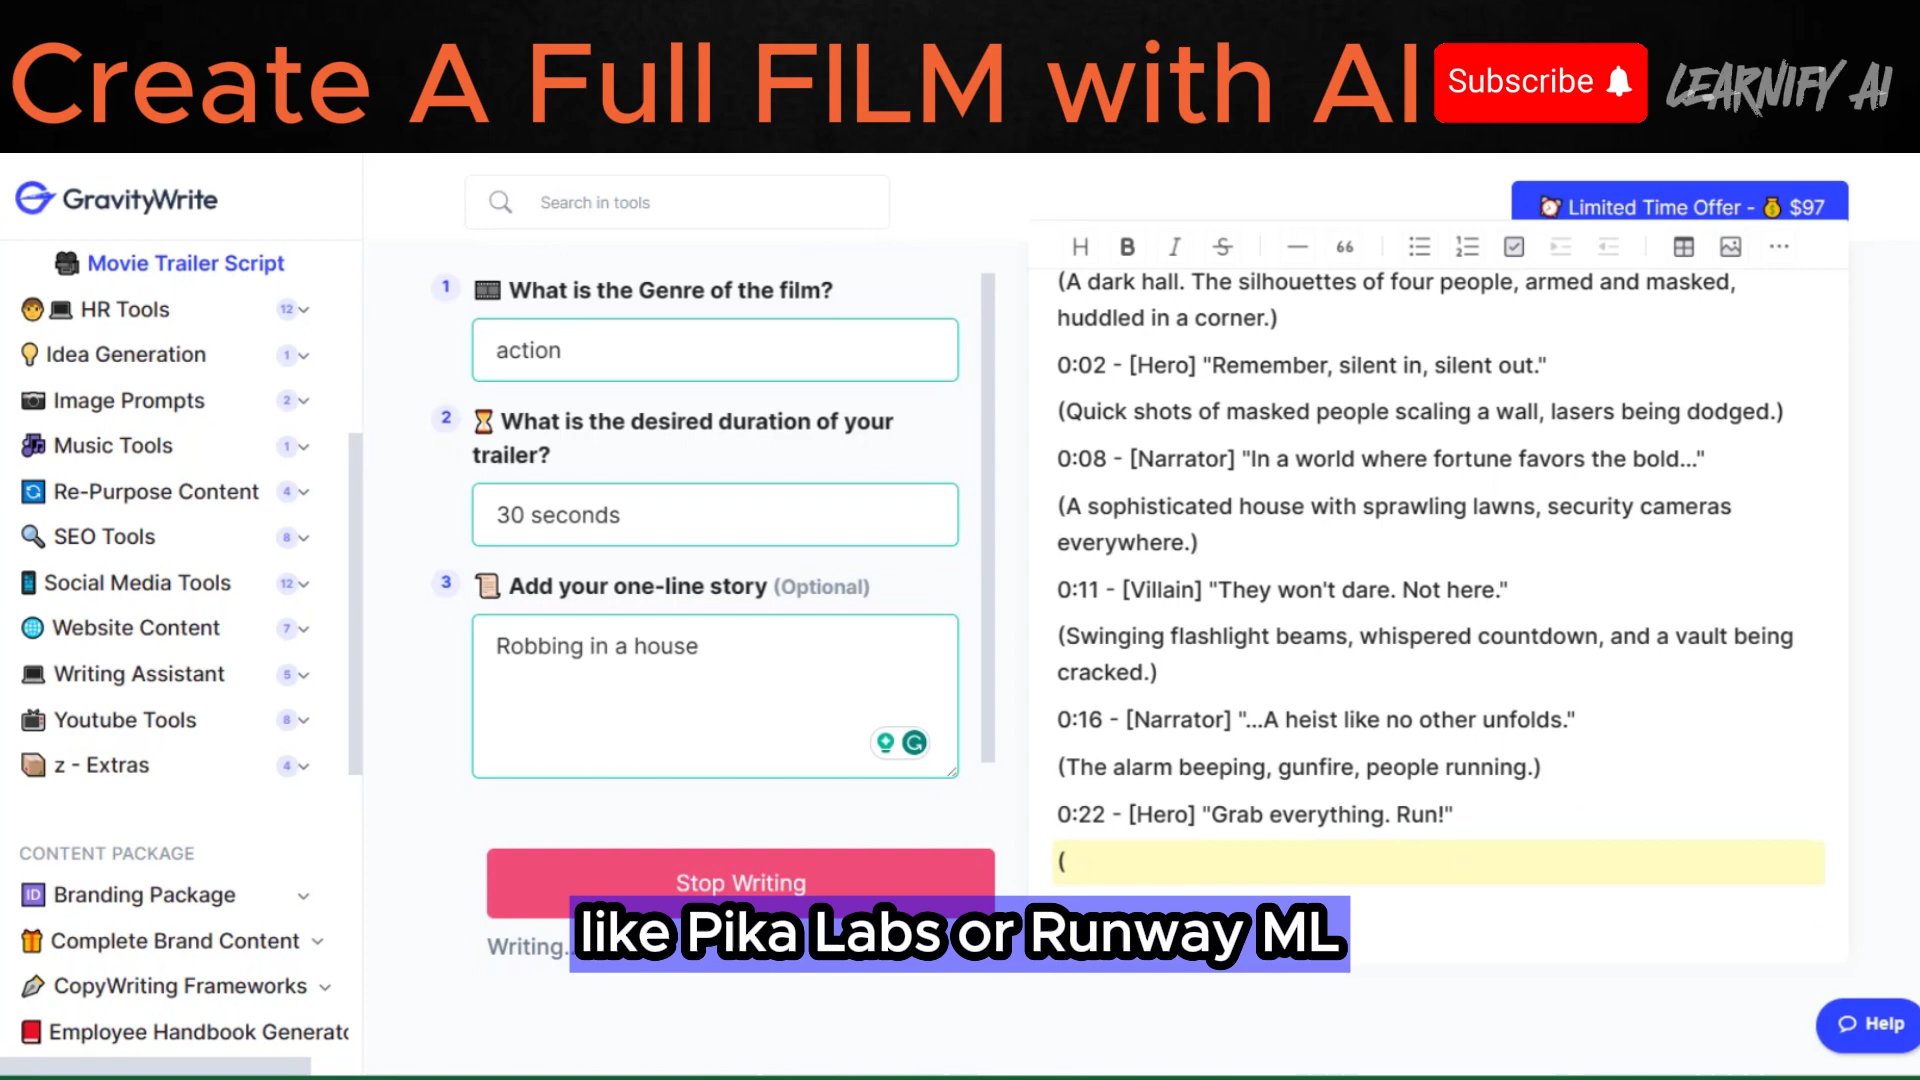 Create A Full FILM with AI
Subscribe
LEARNIFY AI
GravityWrite
Search in tools
Limited Time Offer - $97
Movie Trailer Script
HR Tools 12
Idea Generation 1
Image Prompts 2
Music Tools 1
Re-Purpose Content 4
SEO Tools 8
Social Media Tools 12
Website Content 7
Writing Assistant 5
Youtube Tools 8
z - Extras 4
CONTENT PACKAGE
ID Branding Package
Complete Brand Content
CopyWriting Frameworks
Employee Handbook Generato
1 What is the Genre of the film?
action
2 What is the desired duration of your
trailer?
30 seconds
3 Add your one-line story (Optional)
Robbing in a house
Stop Writing
Writing..
H B I S 66
(A dark hall. The silhouettes of four people, armed and masked,
huddled in a corner.)
0:02 - [Hero] "Remember, silent in, silent out."
(Quick shots of masked people scaling a wall, lasers being dodged.)
0:08 - [Narrator] "In a world where fortune favors the bold..."
(A sophisticated house with sprawling lawns, security cameras
everywhere.)
0:11 - [Villain] "They won't dare. Not here."
(Swinging flashlight beams, whispered countdown, and a vault being
cracked.)
0:16 - [Narrator] "...A heist like no other unfolds."
(The alarm beeping, gunfire, people running.)
0:22 - [Hero] "Grab everything. Run!"
(
like Pika Labs or Runway ML
Help